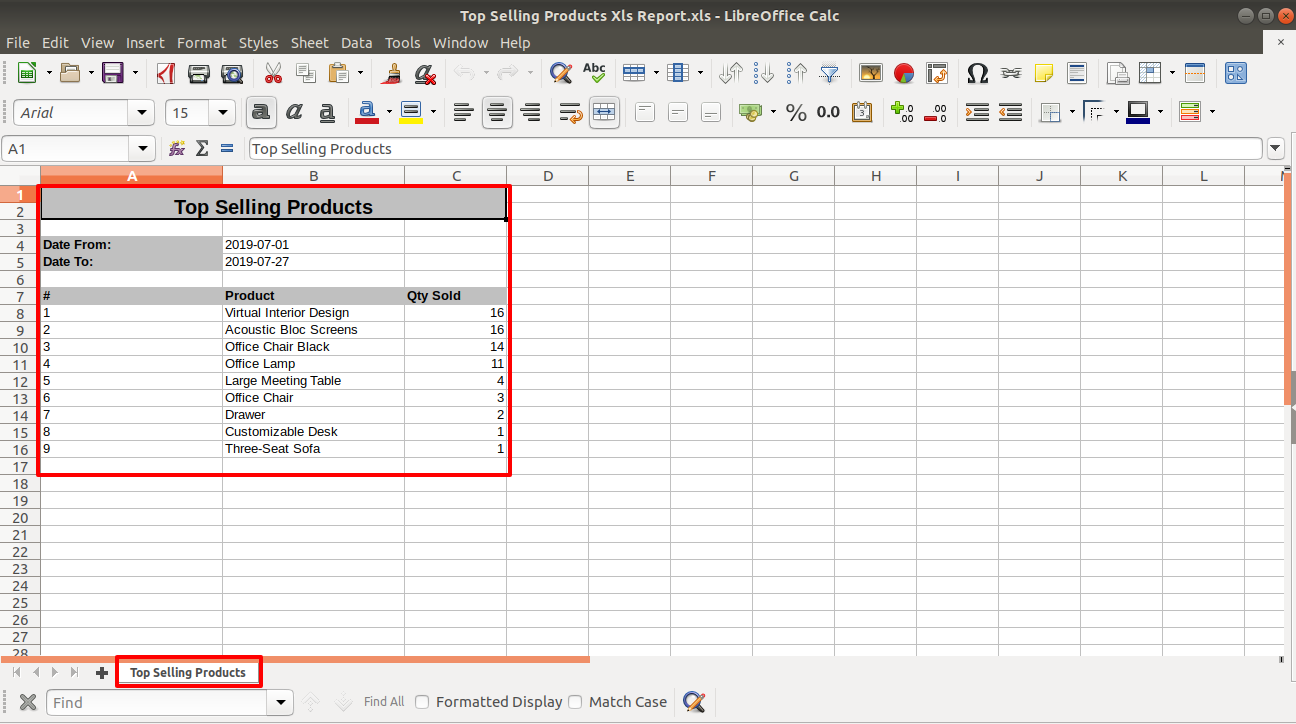 Top Selling Products Xls Report.xls - LibreOffice Calc
File Edit View Insert Format Styles Sheet Data Tools Window Help
Abc
Arial 15 a a a a % 0.0 3 .00 .00
A1 Top Selling Products
A B C D E F G H I J K L M
1 Top Selling Products
2
3
4 Date From: 2019-07-01
5 Date To: 2019-07-27
6
7 # Product Qty Sold
8 1 Virtual Interior Design 16
9 2 Acoustic Bloc Screens 16
10 3 Office Chair Black 14
11 4 Office Lamp 11
12 5 Large Meeting Table 4
13 6 Office Chair 3
14 7 Drawer 2
15 8 Customizable Desk 1
16 9 Three-Seat Sofa 1
17
18
19
20
21
22
23
24
25
26
27
28
Top Selling Products
Find Find All Formatted Display Match Case